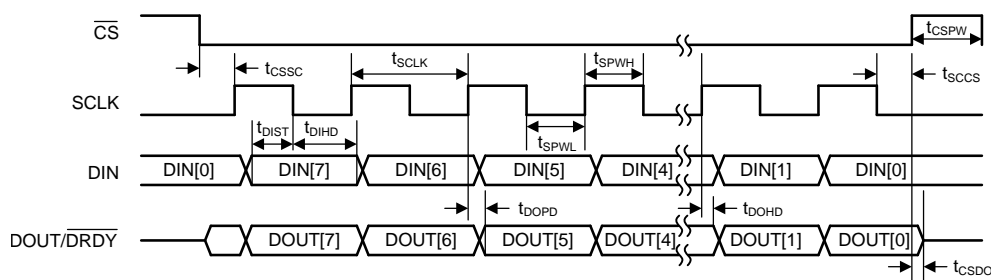 CS
tCSPW
tCSSC
tSCLK
tSPWH
tSCCS
SCLK
tDIST
tDIHD
tSPWL
DIN
DIN[0]
DIN[7]
DIN[6]
DIN[5]
DIN[4]
DIN[1]
DIN[0]
tDOPD
tDOHD
DOUT/DRDY
DOUT[7]
DOUT[6]
DOUT[5]
DOUT[4]
DOUT[1]
DOUT[0]
tCSDO